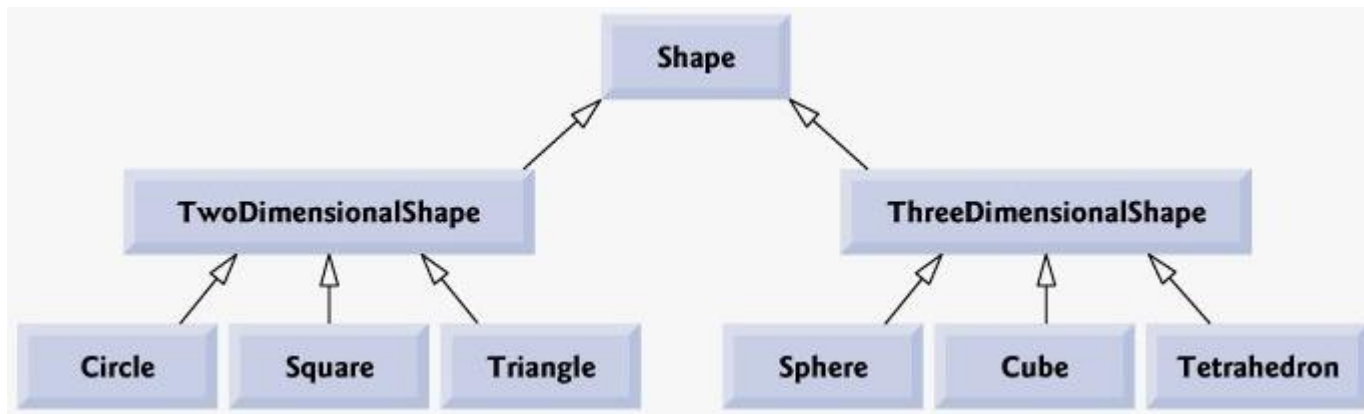 Shape
TwoDimensionalShape
ThreeDimensionalShape
Circle
Square
Triangle
Sphere
Cube
Tetrahedron